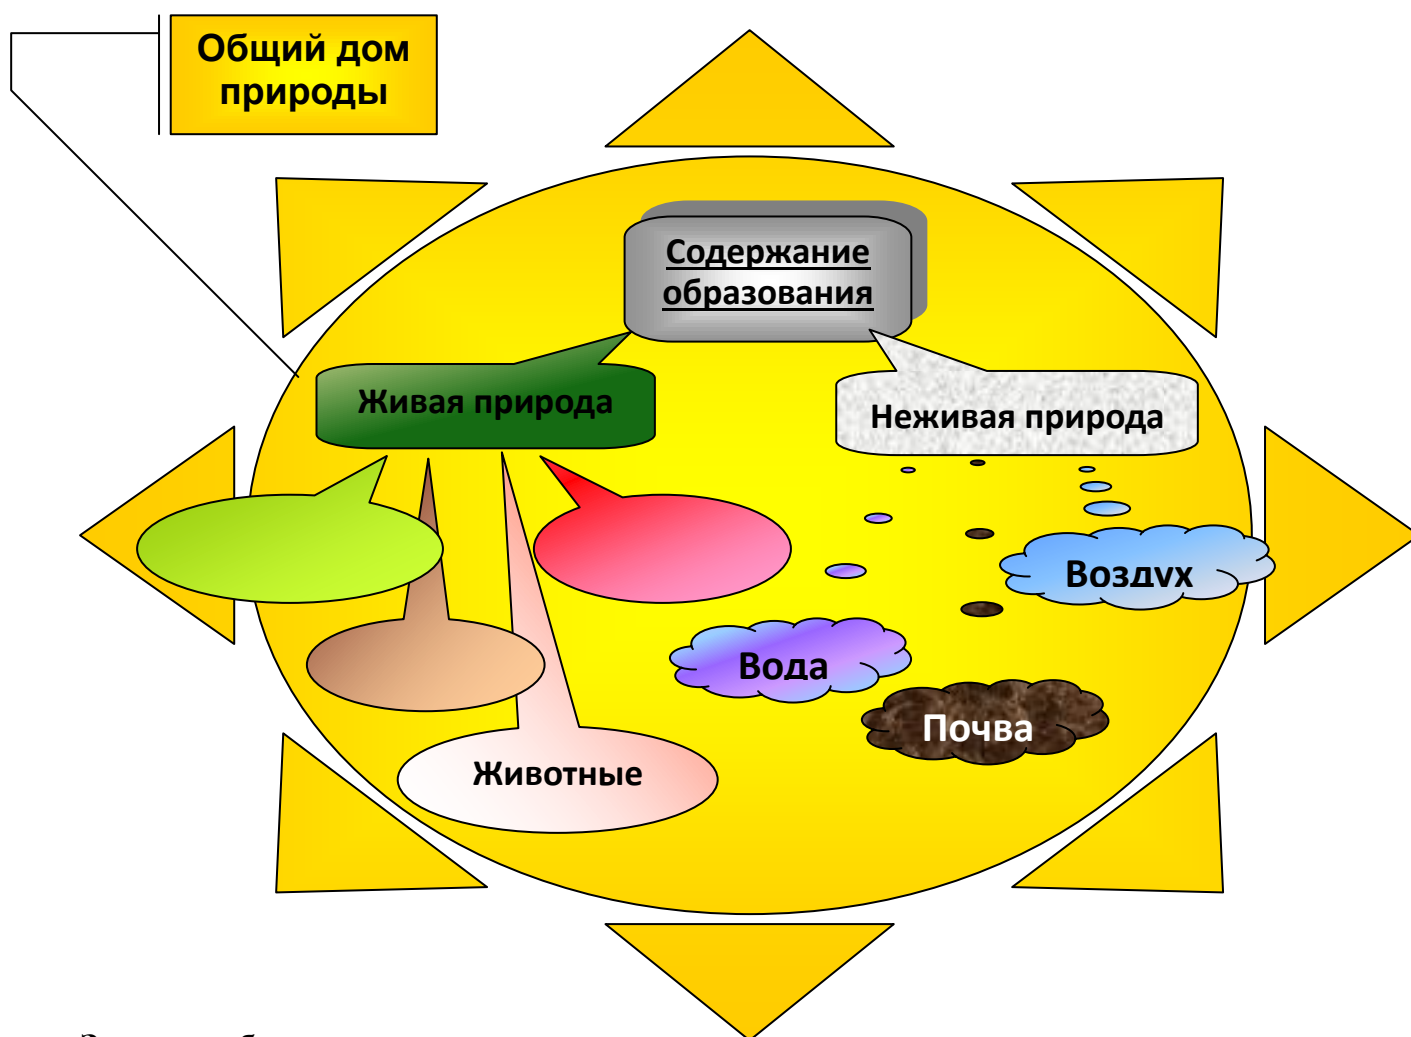 Общий дом
природы
Содержание
образования
Живая природа
Неживая природа
Воздух
Вода
Почва
Животные